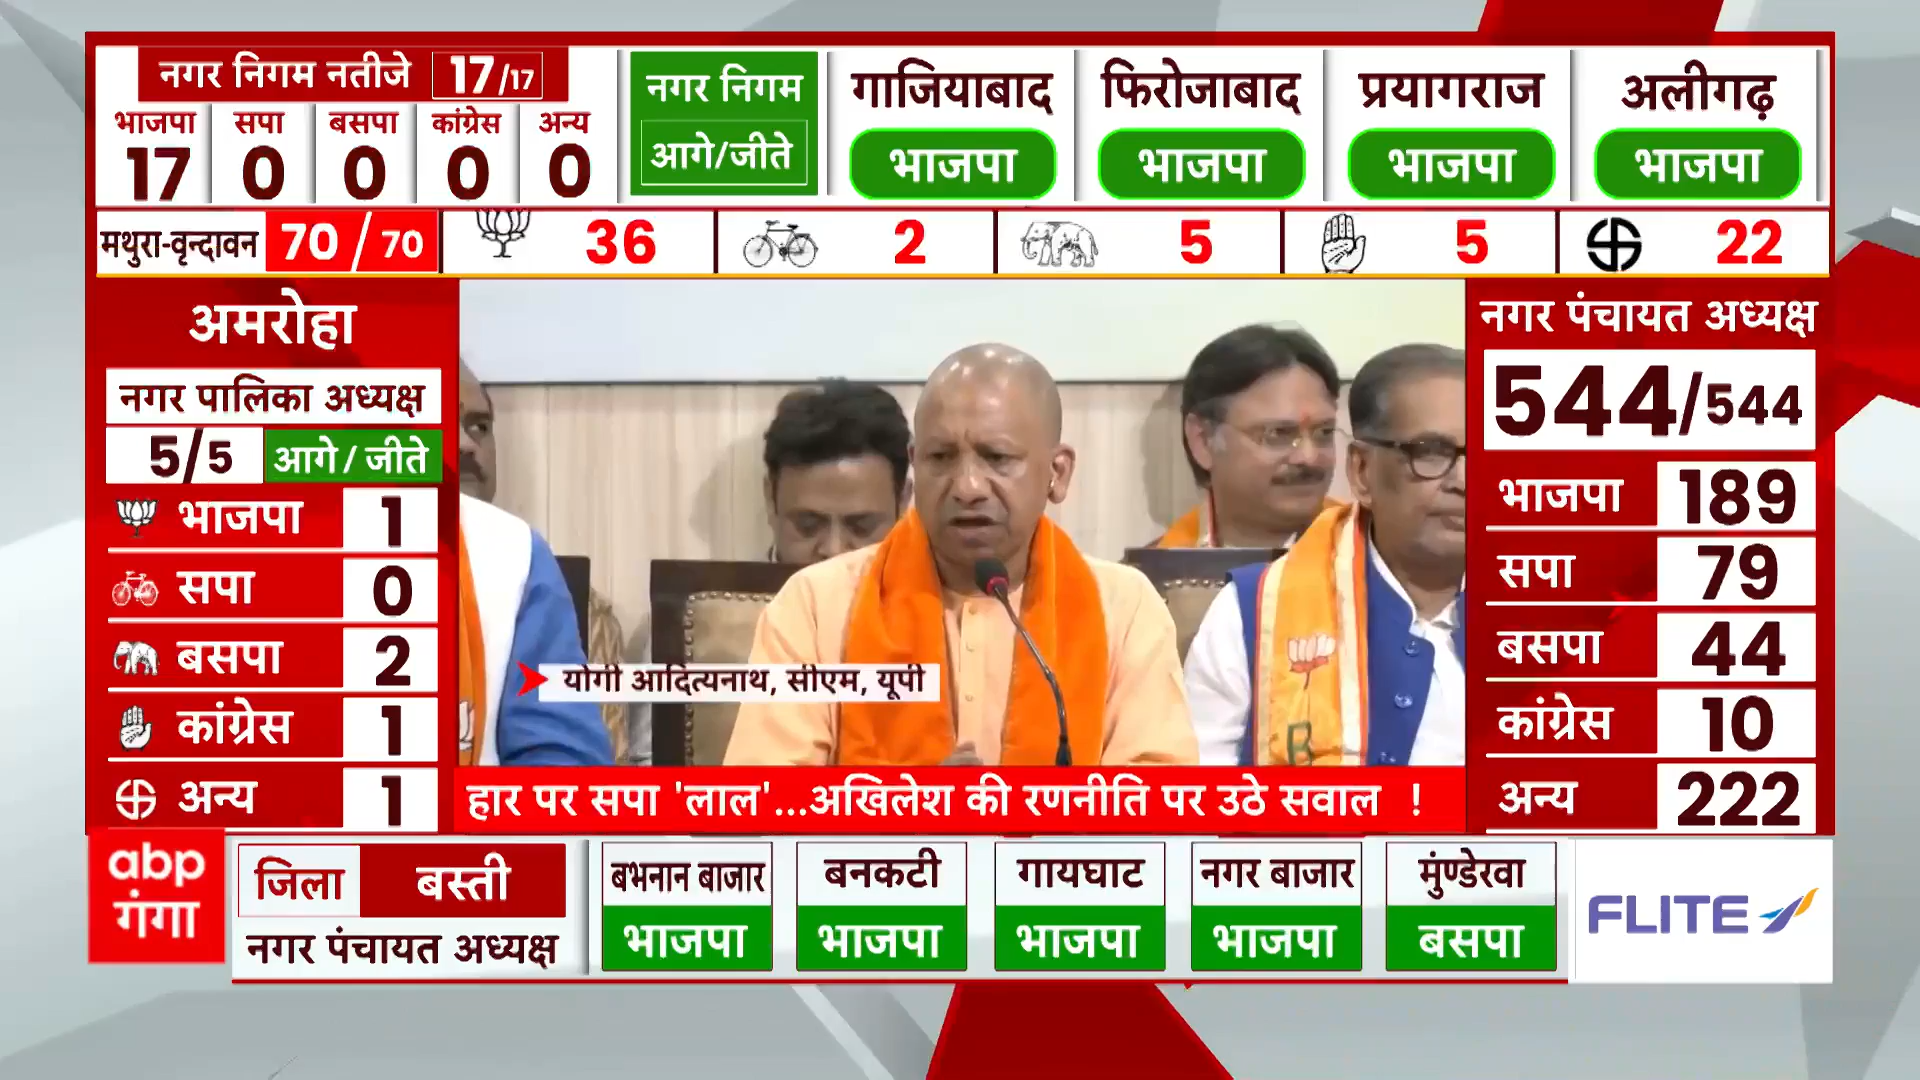 नगर निगम नतीजे 17/17
भाजपा सपा बसपा कांग्रेस अन्य
17 0 0 0 0
नगर निगम
आगे/जीते
गाजियाबाद फिरोजाबाद प्रयागराज अलीगढ़
भाजपा भाजपा भाजपा भाजपा
मथुरा-वृन्दावन 70/70 36 2 5 5 22
अमरोहा
नगर पालिका अध्यक्ष
5/5 आगे/जीते
भाजपा 1
सपा 0
बसपा 2
कांग्रेस 1
अन्य 1
योगी आदित्यनाथ, सीएम, यूपी
B
हार पर सपा 'लाल'...अखिलेश की रणनीति पर उठे सवाल !
नगर पंचायत अध्यक्ष
544/544
भाजपा 189
सपा 79
बसपा 44
कांग्रेस 10
अन्य 222
abp
गंगा
जिला बस्ती
नगर पंचायत अध्यक्ष
बभनान बाजार बनकटी गायघाट नगर बाजार मुंण्डेरवा
भाजपा भाजपा भाजपा भाजपा बसपा
FLITE